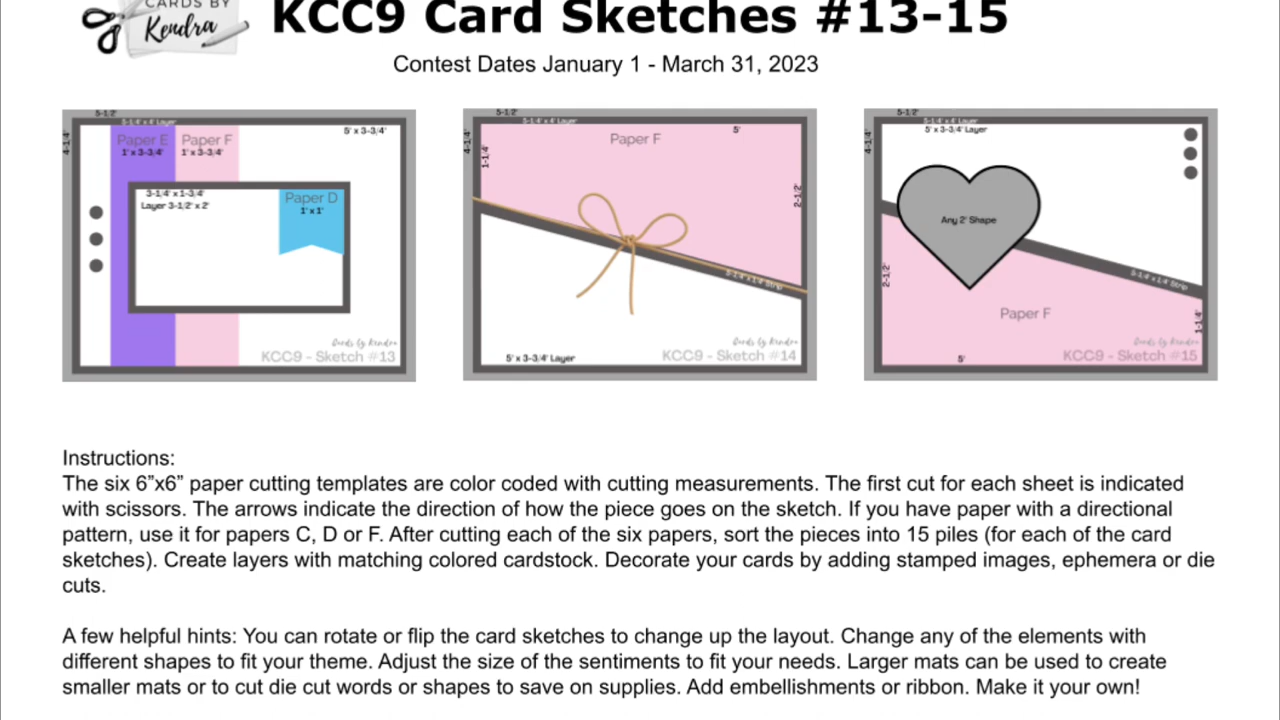 CARDS BY
Kendra
KCC9 Card Sketches #13-15
Contest Dates January 1 - March 31, 2023
5-1/2"
5-1/4" x 4" Layer
4-1/4"
Paper E
1" x 3-3/4"
Paper F
1" x 3-3/4"
5" x 3-3/4"
3-1/4" x 1-3/4"
Layer 3-1/2" x 2"
Paper D
1" x 1"
Cards by Kendra
KCC9 - Sketch #13
5-1/2"
5-1/4" x 4" Layer
4-1/4"
1-1/4"
Paper F
5"
2-1/2"
5-1/4" x 1/4" Strip
5" x 3-3/4" Layer
Cards by Kendra
KCC9 - Sketch #14
5-1/2"
5-1/4" x 4" Layer
5" x 3-3/4" Layer
4-1/4"
Any 2" Shape
5-1/4" x 1/4" Strip
2-1/2"
Paper F
1-1/4"
Cards by Kendra
KCC9 - Sketch #15
5"
Instructions:
The six 6”x6” paper cutting templates are color coded with cutting measurements. The first cut for each sheet is indicated
with scissors. The arrows indicate the direction of how the piece goes on the sketch. If you have paper with a directional
pattern, use it for papers C, D or F. After cutting each of the six papers, sort the pieces into 15 piles (for each of the card
sketches). Create layers with matching colored cardstock. Decorate your cards by adding stamped images, ephemera or die
cuts.
A few helpful hints: You can rotate or flip the card sketches to change up the layout. Change any of the elements with
different shapes to fit your theme. Adjust the size of the sentiments to fit your needs. Larger mats can be used to create
smaller mats or to cut die cut words or shapes to save on supplies. Add embellishments or ribbon. Make it your own!